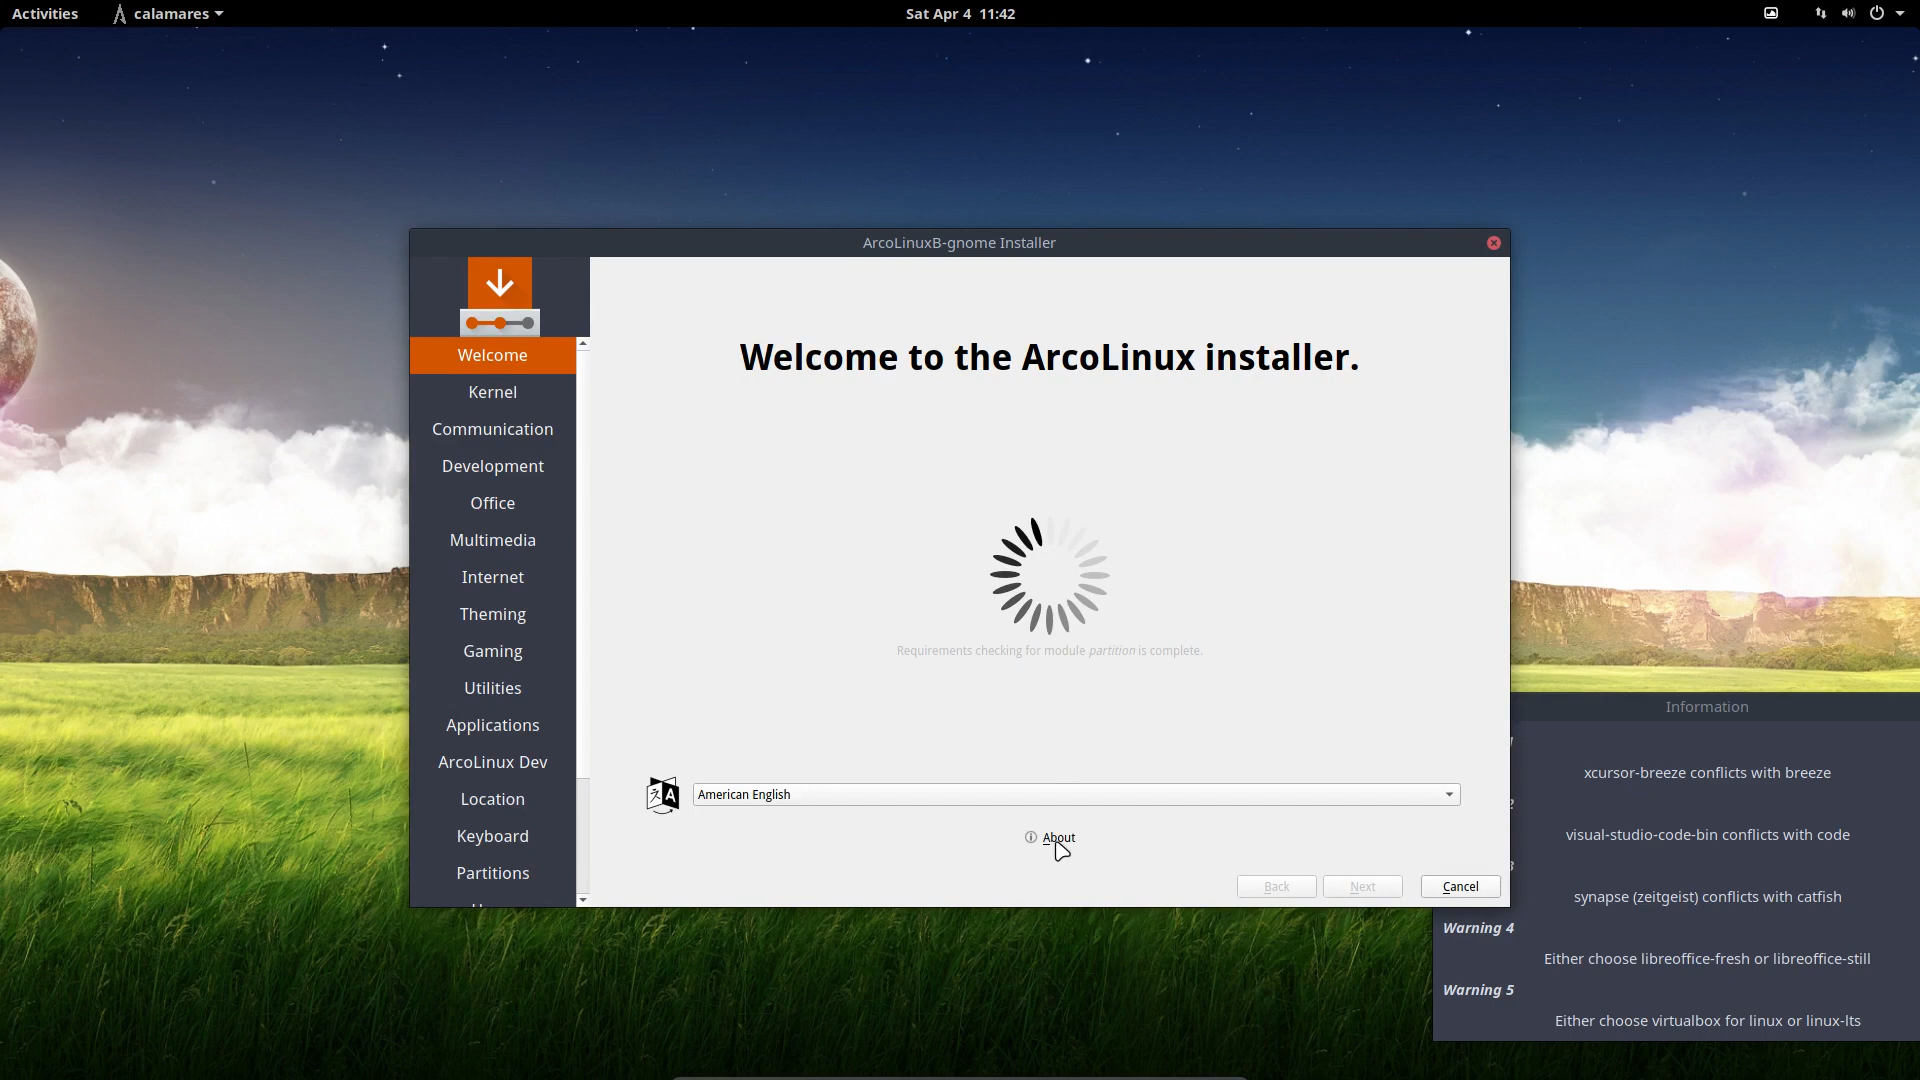 Activities
calamares
Sat Apr 4 11:42
ArcoLinuxB-gnome Installer
Welcome
Kernel
Communication
Development
Office
Multimedia
Internet
Theming
Gaming
Utilities
Applications
ArcoLinux Dev
Location
Keyboard
Partitions
Welcome to the ArcoLinux installer.
Requirements checking for module partition is complete.
American English
About
Back
Next
Cancel
Information
xcursor-breeze conflicts with breeze
visual-studio-code-bin conflicts with code
synapse (zeitgeist) conflicts with catfish
Warning 4
Either choose libreoffice-fresh or libreoffice-still
Warning 5
Either choose virtualbox for linux or linux-lts